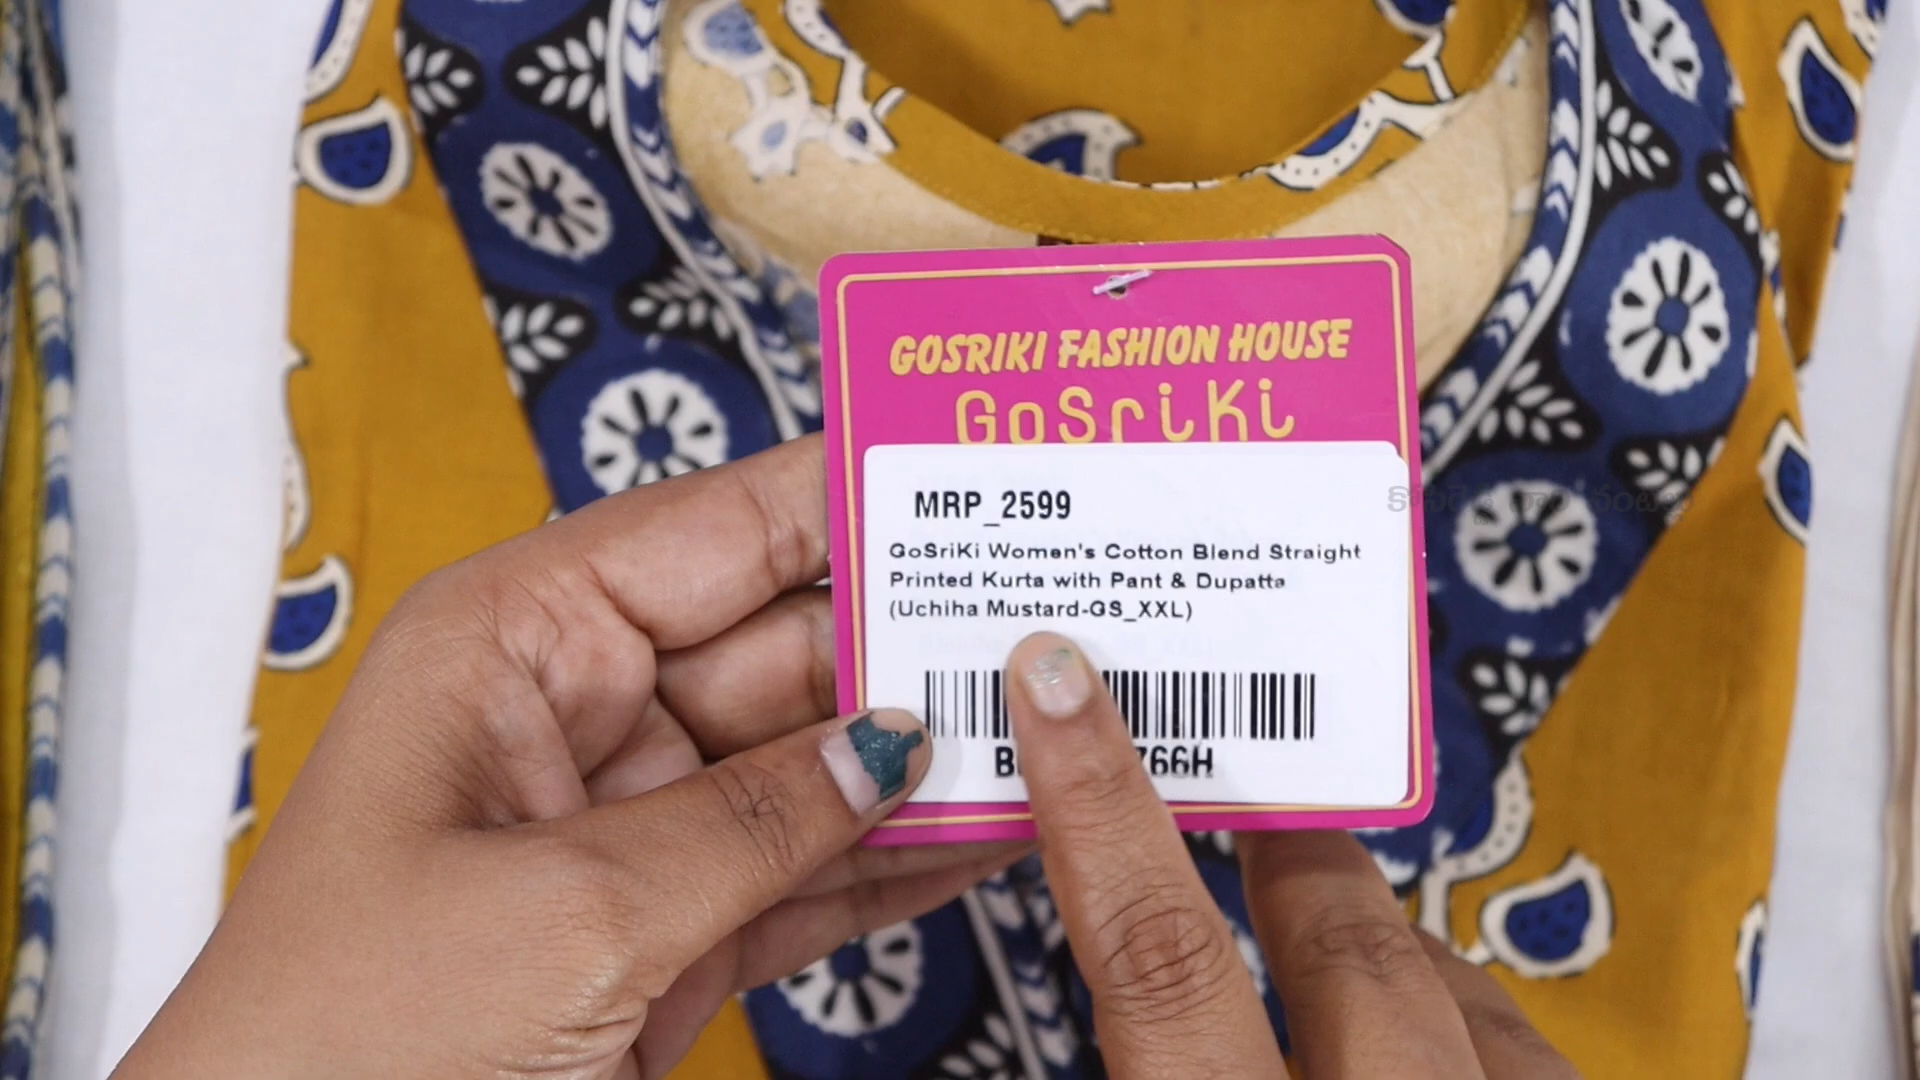 GOSRIKI FASHION HOUSE
GoSriKi
MRP_2599
GoSriKi Women's Cotton Blend Straight
Printed Kurta with Pant & Dupatta
(Uchiha Mustard-GS_XXL)